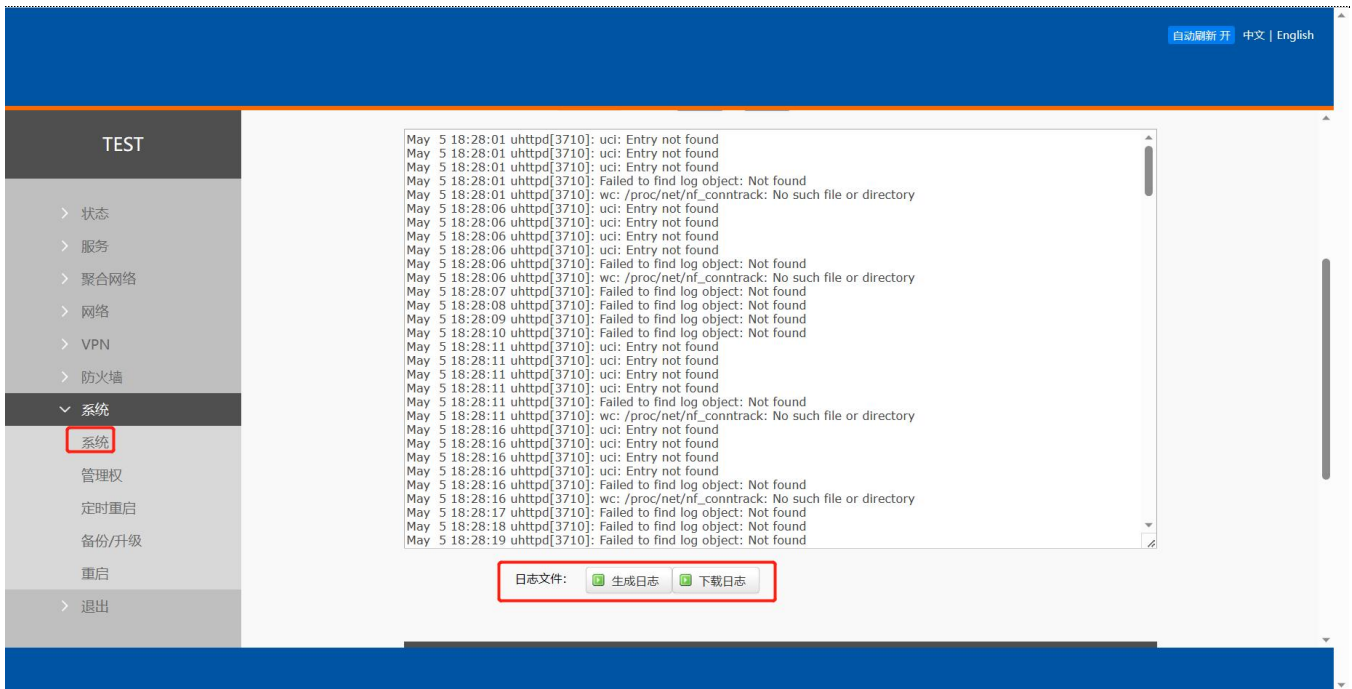 自动刷新 开 中文 | English
TEST
状态
服务
聚合网络
网络
VPN
防火墙
系统
系统
管理权
定时重启
备份/升级
重启
退出
May  5 18:28:01 uhttpd[3710]: uci: Entry not found
May  5 18:28:01 uhttpd[3710]: uci: Entry not found
May  5 18:28:01 uhttpd[3710]: uci: Entry not found
May  5 18:28:01 uhttpd[3710]: Failed to find log object: Not found
May  5 18:28:01 uhttpd[3710]: wc: /proc/net/nf_conntrack: No such file or directory
May  5 18:28:06 uhttpd[3710]: uci: Entry not found
May  5 18:28:06 uhttpd[3710]: uci: Entry not found
May  5 18:28:06 uhttpd[3710]: uci: Entry not found
May  5 18:28:06 uhttpd[3710]: uci: Entry not found
May  5 18:28:06 uhttpd[3710]: Failed to find log object: Not found
May  5 18:28:06 uhttpd[3710]: wc: /proc/net/nf_conntrack: No such file or directory
May  5 18:28:07 uhttpd[3710]: Failed to find log object: Not found
May  5 18:28:08 uhttpd[3710]: Failed to find log object: Not found
May  5 18:28:09 uhttpd[3710]: Failed to find log object: Not found
May  5 18:28:10 uhttpd[3710]: Failed to find log object: Not found
May  5 18:28:11 uhttpd[3710]: uci: Entry not found
May  5 18:28:11 uhttpd[3710]: uci: Entry not found
May  5 18:28:11 uhttpd[3710]: uci: Entry not found
May  5 18:28:11 uhttpd[3710]: uci: Entry not found
May  5 18:28:11 uhttpd[3710]: Failed to find log object: Not found
May  5 18:28:11 uhttpd[3710]: wc: /proc/net/nf_conntrack: No such file or directory
May  5 18:28:16 uhttpd[3710]: uci: Entry not found
May  5 18:28:16 uhttpd[3710]: uci: Entry not found
May  5 18:28:16 uhttpd[3710]: uci: Entry not found
May  5 18:28:16 uhttpd[3710]: uci: Entry not found
May  5 18:28:16 uhttpd[3710]: Failed to find log object: Not found
May  5 18:28:16 uhttpd[3710]: wc: /proc/net/nf_conntrack: No such file or directory
May  5 18:28:17 uhttpd[3710]: Failed to find log object: Not found
May  5 18:28:18 uhttpd[3710]: Failed to find log object: Not found
May  5 18:28:19 uhttpd[3710]: Failed to find log object: Not found
日志文件: 生成日志 下载日志